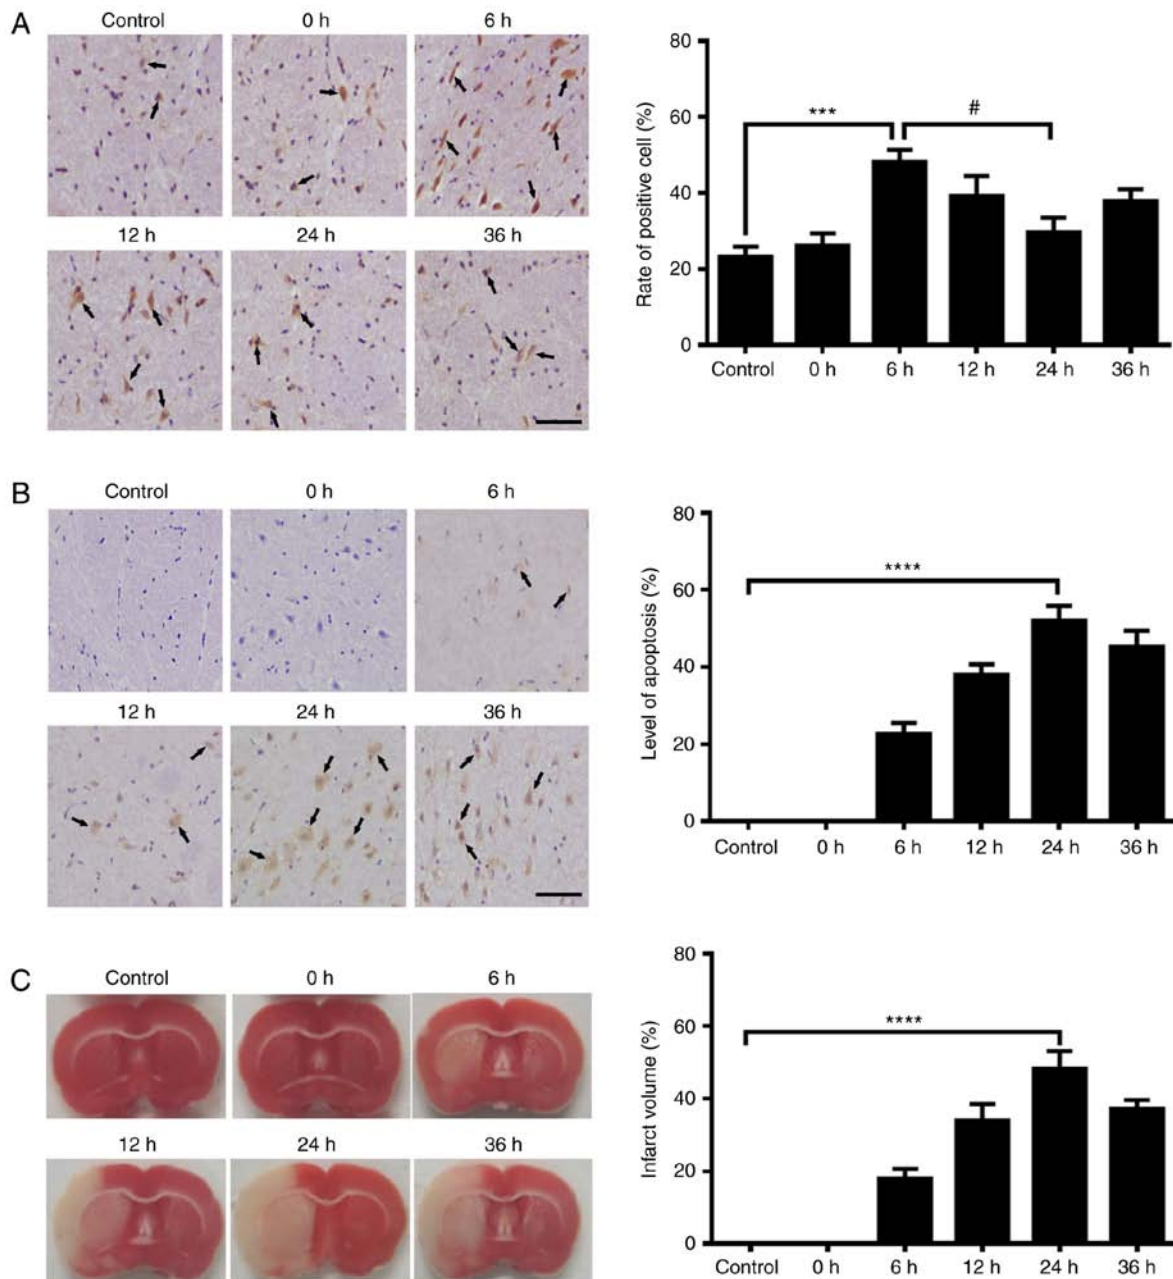 A
Control 0 h 6 h
12 h 24 h 36 h
Rate of positive cell (%)
80
60
40
20
0
*** #
Control 0 h 6 h 12 h 24 h 36 h
B
Control 0 h 6 h
12 h 24 h 36 h
Level of apoptosis (%)
80
60
40
20
0
****
Control 0 h 6 h 12 h 24 h 36 h
C
Control 0 h 6 h
12 h 24 h 36 h
Infarct volume (%)
80
60
40
20
0
****
Control 0 h 6 h 12 h 24 h 36 h